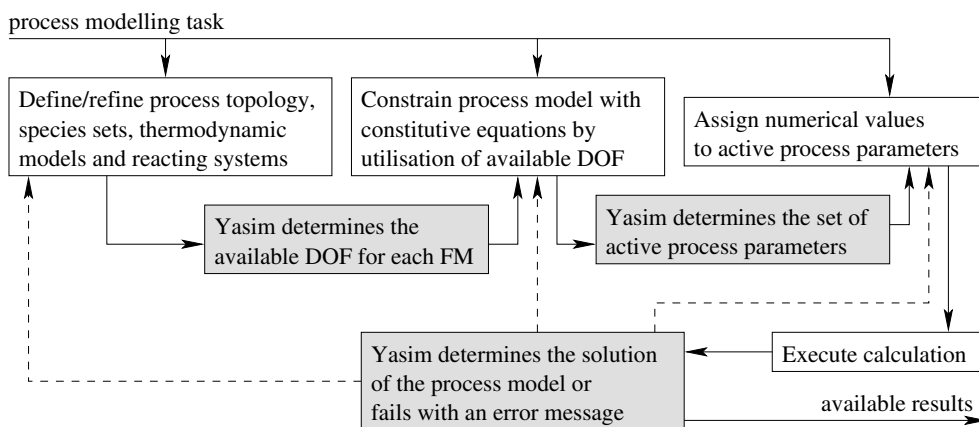 process modelling task
Define/refine process topology,
species sets, thermodynamic
models and reacting systems
Constrain process model with
constitutive equations by
utilisation of available DOF
Assign numerical values
to active process parameters
Yasim determines the
available DOF for each FM
Yasim determines the set of
active process parameters
Yasim determines the solution
of the process model or
fails with an error message
Execute calculation
available results